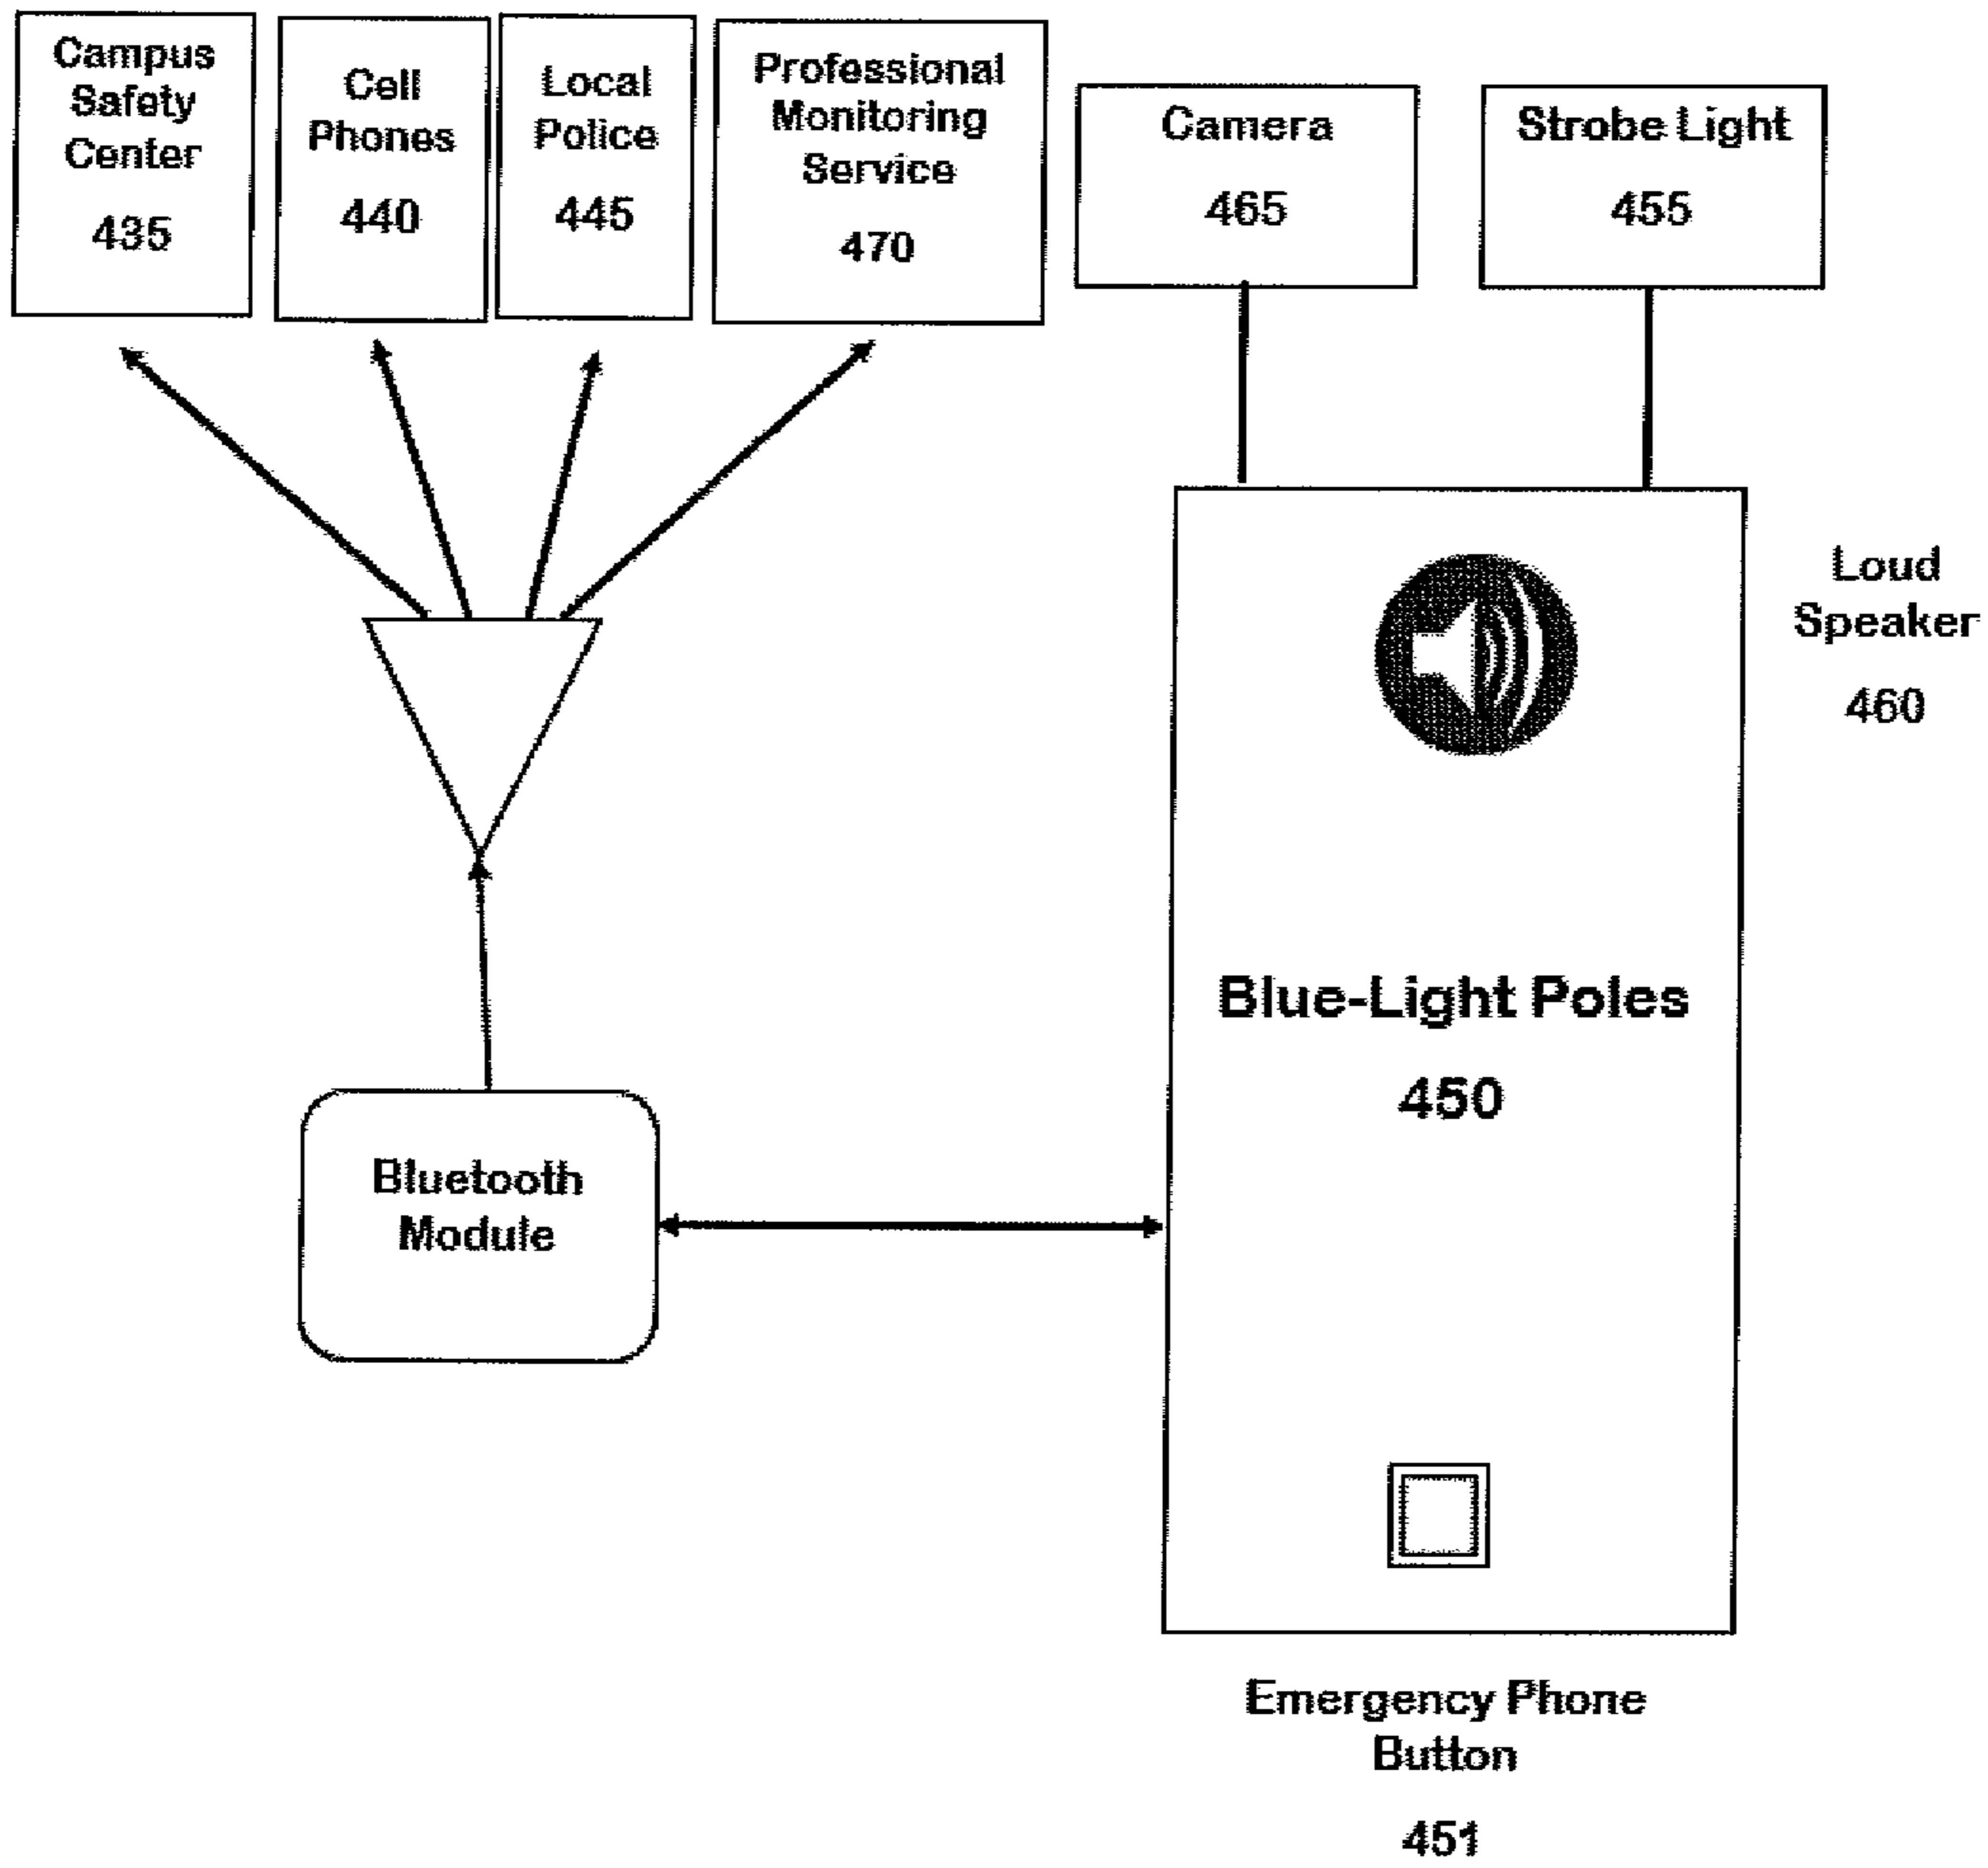 Campus
Safety
Center
435
Cell
Phones
440
Local
Police
445
Professional
Monitoring
Service
470
Camera
465
Strobe Light
455
Loud
Speaker
460
Blue-Light Poles
450
Bluetooth
Module
Emergency Phone
Button
451